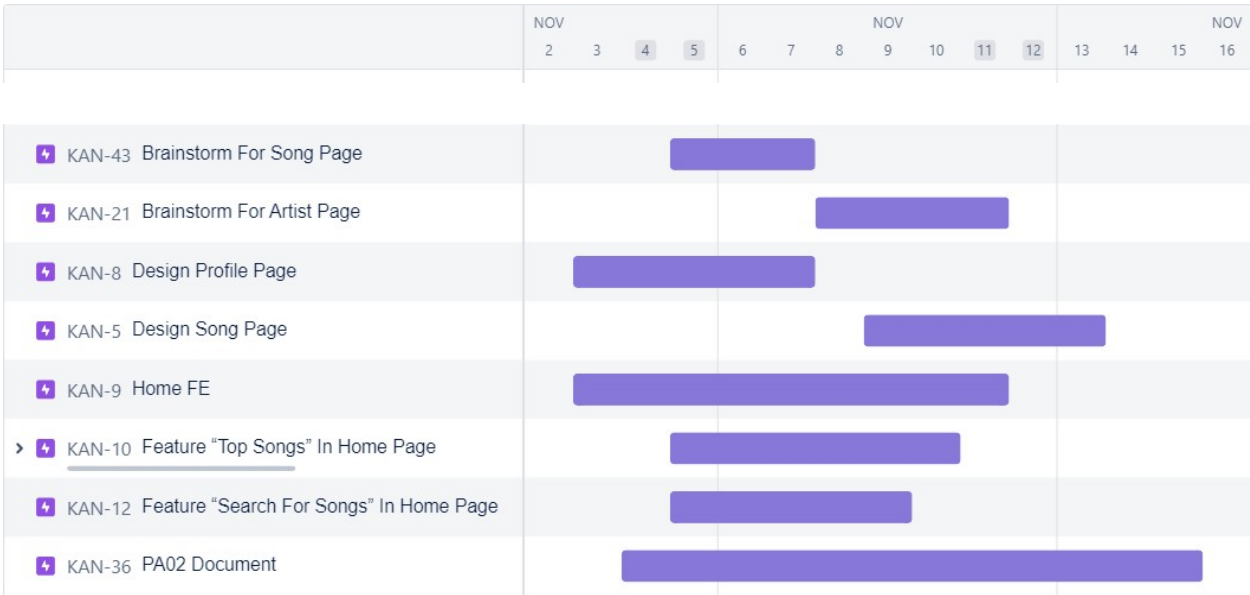 NOV NOV NOV
2 3 4 5 6 7 8 9 10 11 12 13 14 15 16
KAN-43 Brainstorm For Song Page
KAN-21 Brainstorm For Artist Page
KAN-8 Design Profile Page
KAN-5 Design Song Page
KAN-9 Home FE
KAN-10 Feature “Top Songs” In Home Page
KAN-12 Feature “Search For Songs” In Home Page
KAN-36 PA02 Document